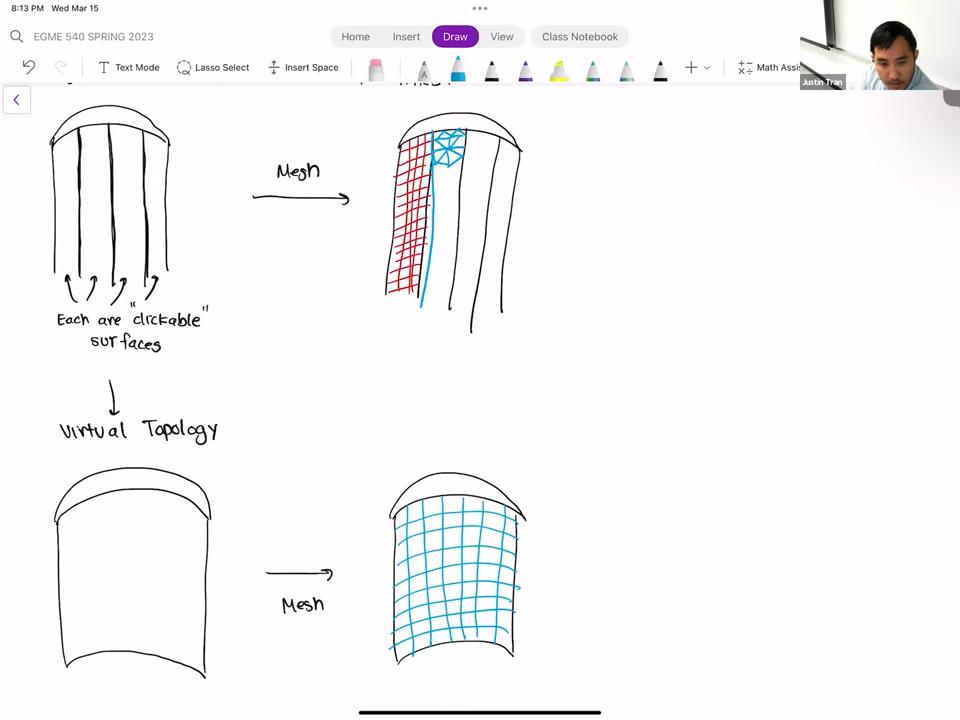 8:13 PM Wed Mar 15
EGME 540 SPRING 2023
Home Insert Draw View Class Notebook
Text Mode Lasso Select Insert Space Math Assis
Justin Tran
Mesh
Each are "clickable"
surfaces
Virtual Topology
Mesh